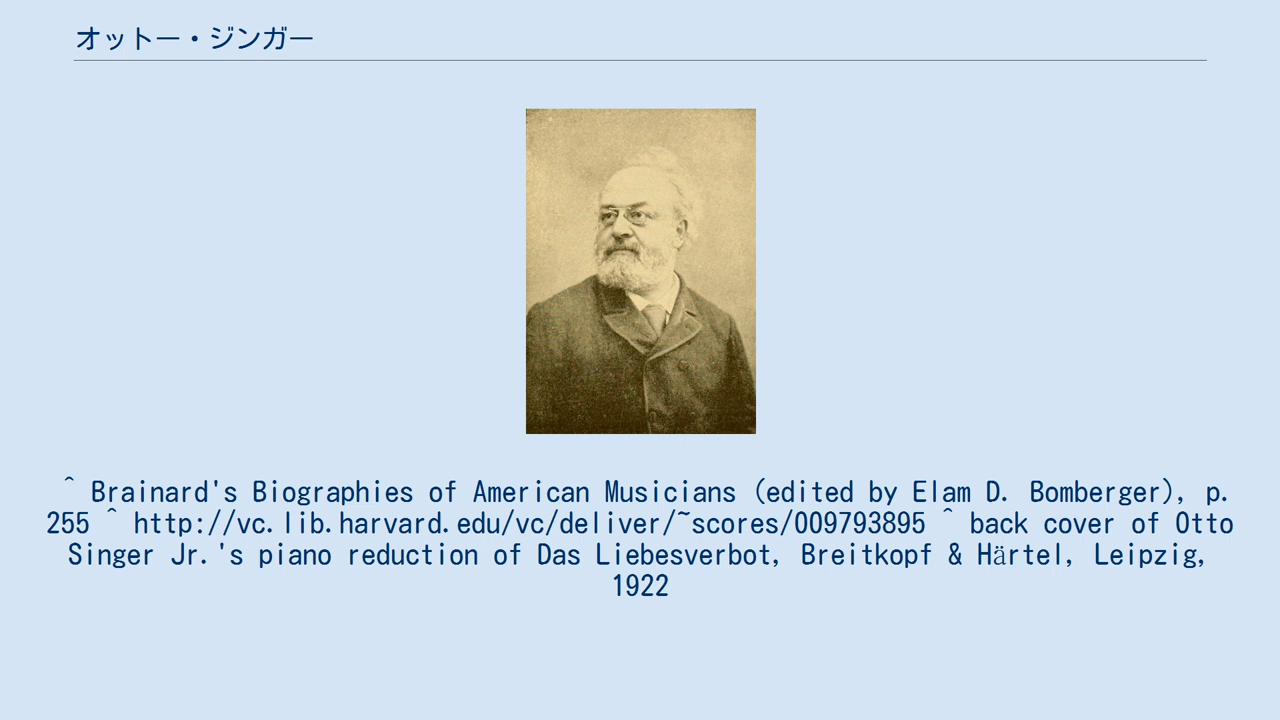 オットー・ジンガー
^ Brainard's Biographies of American Musicians (edited by Elam D. Bomberger), p.
255 ^ http://vc.lib.harvard.edu/vc/deliver/~scores/009793895 ^ back cover of Otto
Singer Jr.'s piano reduction of Das Liebesverbot, Breitkopf & Härtel, Leipzig,
1922